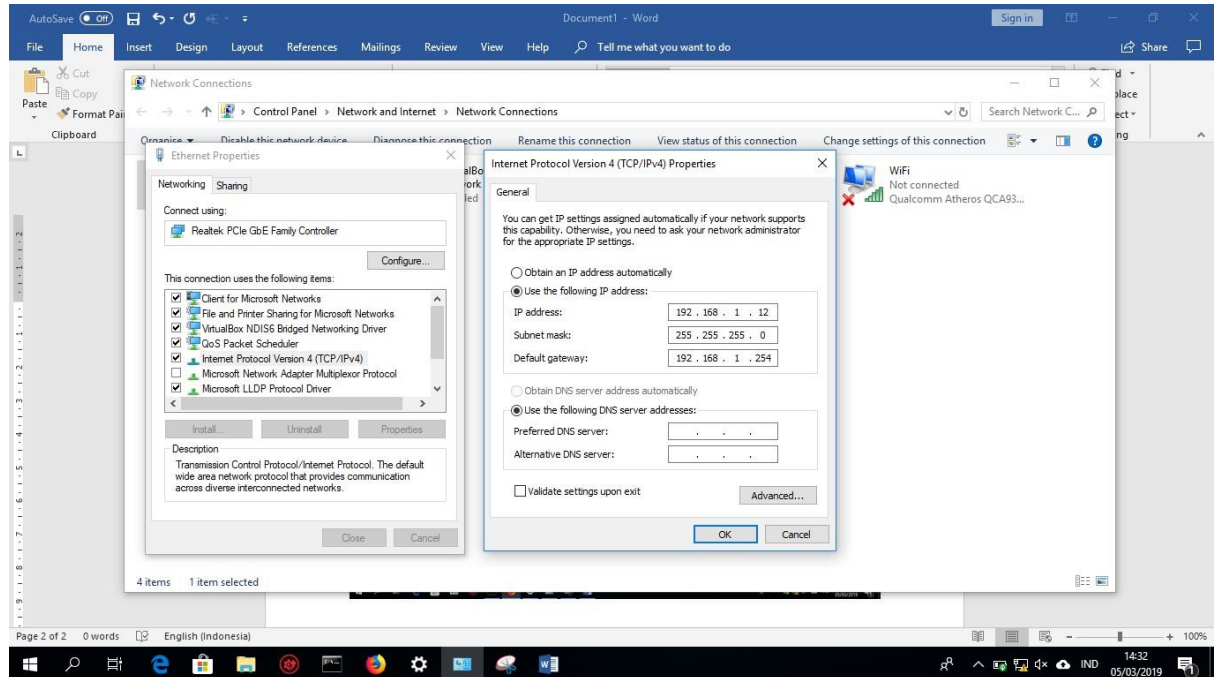 AutoSave Off
Document1 - Word
Sign in
File Home Insert Design Layout References Mailings Review View Help Tell me what you want to do
Share
Paste
Cut
Copy
Format Pai
Clipboard
Network Connections
Control Panel > Network and Internet > Network Connections
Search Network C...
Organise Disable this network device Diagnose this connection Rename this connection View status of this connection Change settings of this connection
WiFi
Not connected
Qualcomm Atheros QCA93...
Ethernet Properties
Networking Sharing
Connect using:
Realtek PCIe GbE Family Controller
Configure...
This connection uses the following items:
Client for Microsoft Networks
File and Printer Sharing for Microsoft Networks
VirtualBox NDIS6 Bridged Networking Driver
QoS Packet Scheduler
Internet Protocol Version 4 (TCP/IPv4)
Microsoft Network Adapter Multiplexor Protocol
Microsoft LLDP Protocol Driver
Install... Uninstall Properties
Description
Transmission Control Protocol/Internet Protocol. The default
wide area network protocol that provides communication
across diverse interconnected networks.
Close Cancel
Internet Protocol Version 4 (TCP/IPv4) Properties
General
You can get IP settings assigned automatically if your network supports
this capability. Otherwise, you need to ask your network administrator
for the appropriate IP settings.
Obtain an IP address automatically
Use the following IP address:
IP address: 192 . 168 . 1 . 12
Subnet mask: 255 . 255 . 255 . 0
Default gateway: 192 . 168 . 1 . 254
Obtain DNS server address automatically
Use the following DNS server addresses:
Preferred DNS server: . . .
Alternative DNS server: . . .
Validate settings upon exit
Advanced...
OK Cancel
4 items 1 item selected
Page 2 of 2 0 words English (Indonesia)
100%
IND
14:32
05/03/2019